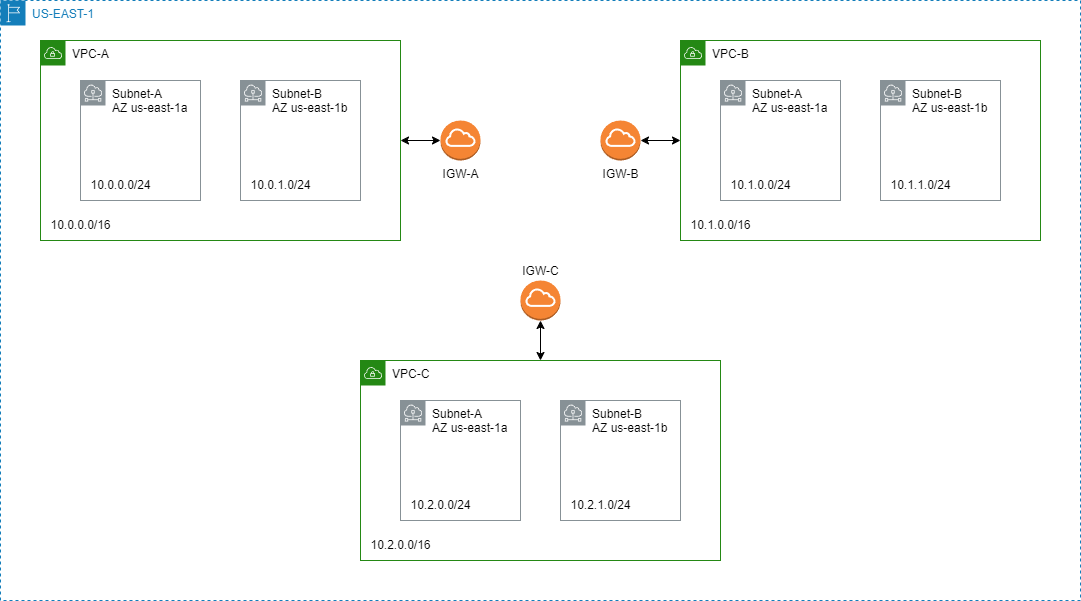 US-EAST-1
VPC-A
Subnet-A
AZ us-east-1a
10.0.0.0/24
Subnet-B
AZ us-east-1b
10.0.1.0/24
10.0.0.0/16
IGW-A
IGW-B
VPC-B
Subnet-A
AZ us-east-1a
10.1.0.0/24
Subnet-B
AZ us-east-1b
10.1.1.0/24
10.1.0.0/16
IGW-C
VPC-C
Subnet-A
AZ us-east-1a
10.2.0.0/24
Subnet-B
AZ us-east-1b
10.2.1.0/24
10.2.0.0/16